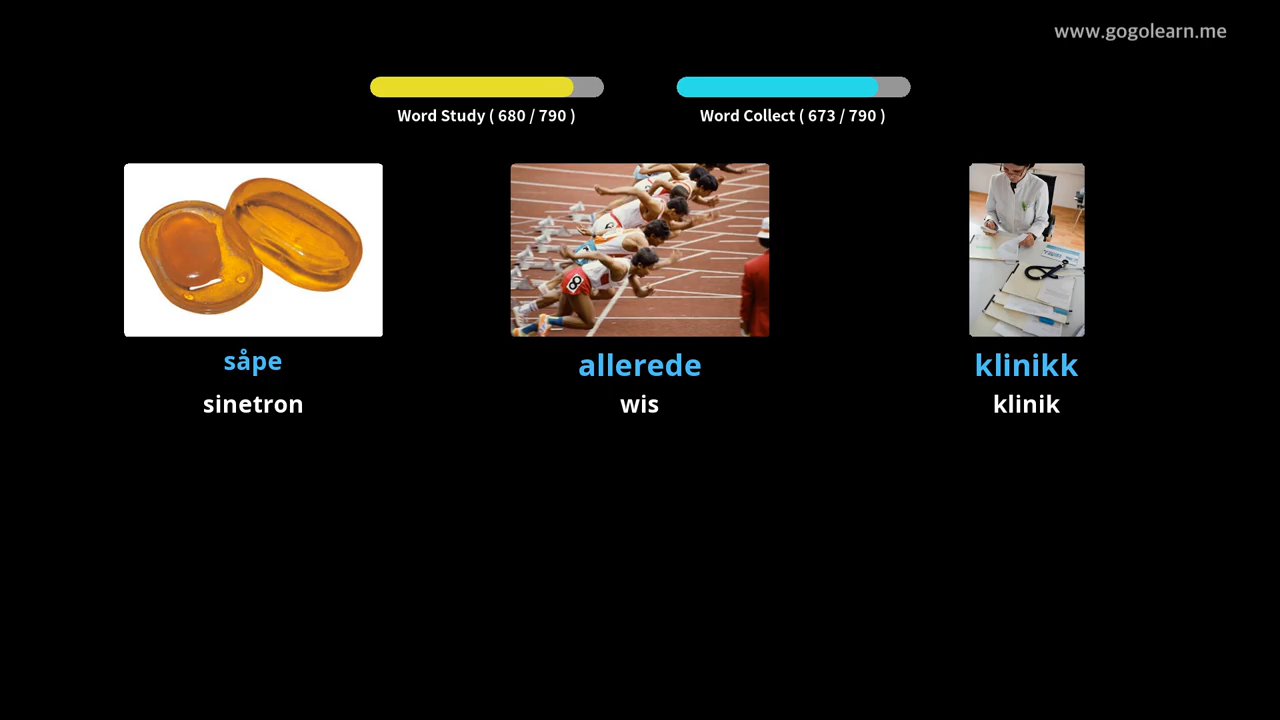 www.gogolearn.me
Word Study ( 680 / 790 )
Word Collect ( 673 / 790 )
såpe
allerede
klinikk
sinetron
wis
klinik